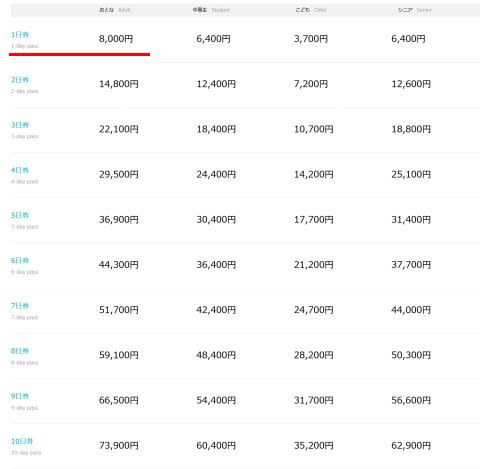 おとな Adult 中高生 Student こども Child シニア Senior
1日券 8,000円 6,400円 3,700円 6,400円
1-day pass
2日券 14,800円 12,400円 7,200円 12,600円
2-day pass
3日券 22,100円 18,400円 10,700円 18,800円
3-day pass
4日券 29,500円 24,400円 14,200円 25,100円
4-day pass
5日券 36,900円 30,400円 17,700円 31,400円
5-day pass
6日券 44,300円 36,400円 21,200円 37,700円
6-day pass
7日券 51,700円 42,400円 24,700円 44,000円
7-day pass
8日券 59,100円 48,400円 28,200円 50,300円
8-day pass
9日券 66,500円 54,400円 31,700円 56,600円
9-day pass
10日券 73,900円 60,400円 35,200円 62,900円
10-day pass